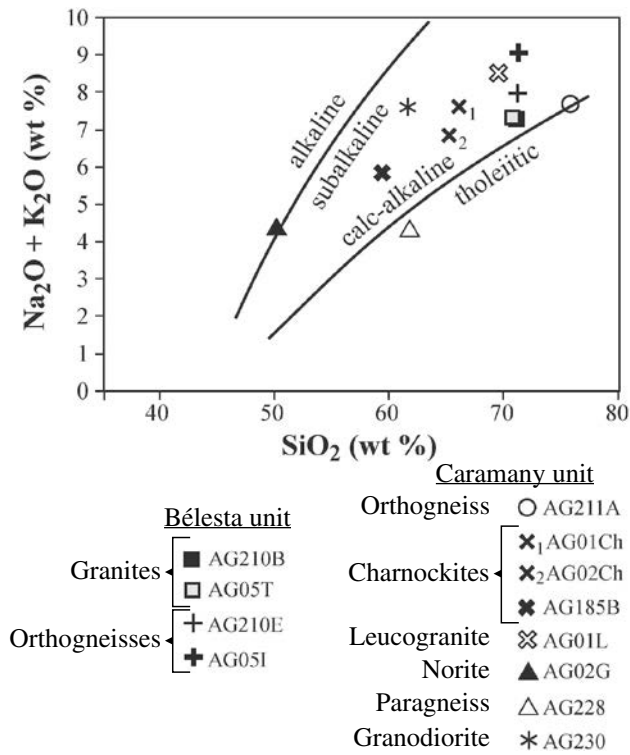 Na₂O + K₂O (wt %)
10
9
8
7
6
5
4
3
2
1
0
alkaline
subalkaline
calc-alkaline
tholeiitic
1
2
40
50
60
70
80
SiO₂ (wt %)
Bélesta unit
Granites
AG210B
AG05T
Orthogneisses
AG210E
AG05I
Caramany unit
Orthogneiss AG211A
Charnockites
₁AG01Ch
₂AG02Ch
AG185B
Leucogranite AG01L
Norite AG02G
Paragneiss AG228
Granodiorite AG230